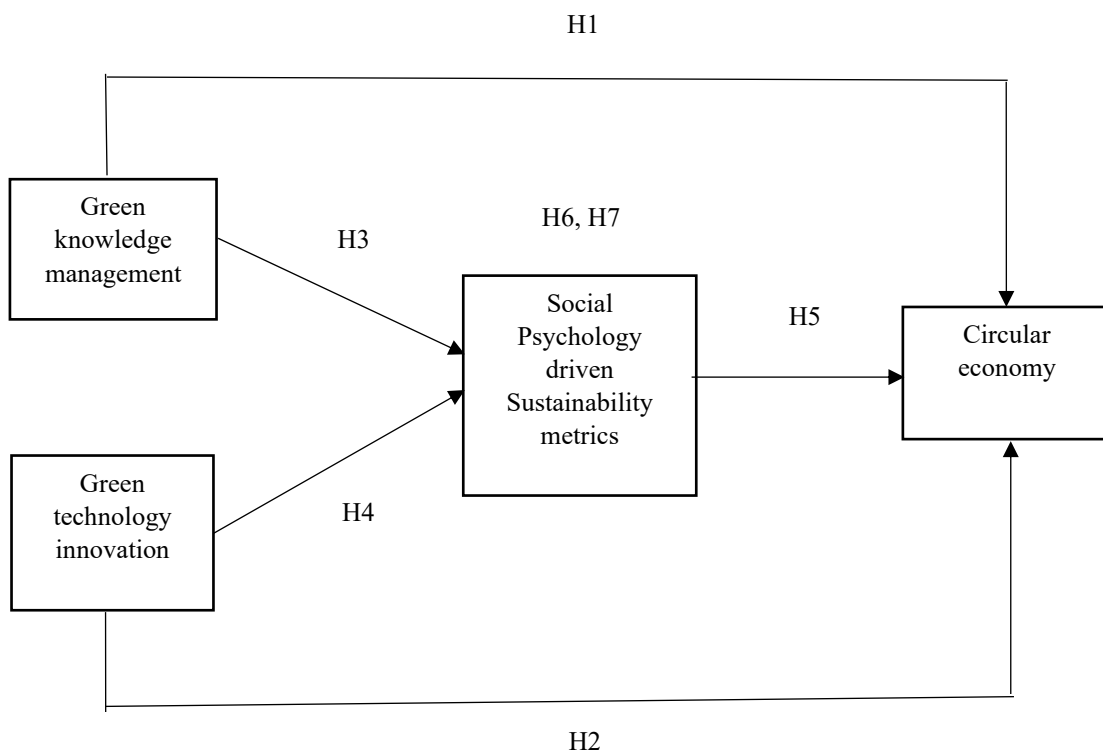 H1
Green
knowledge
management
H3
H6, H7
Social
Psychology
driven
Sustainability
metrics
H5
Circular
economy
Green
technology
innovation
H4
H2